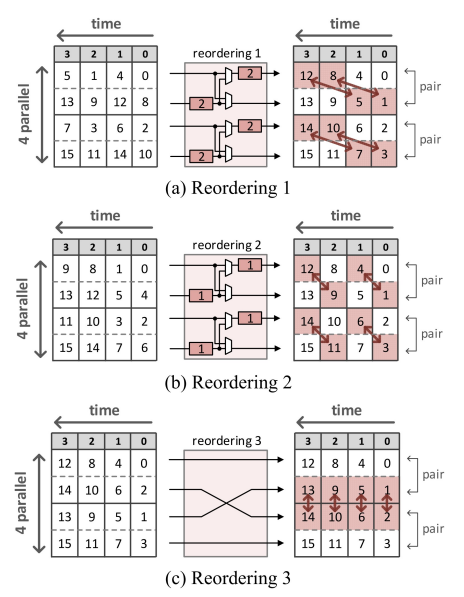 time
time
3 2 1 0
reordering 1
3 2 1 0
4 parallel
5 1 4 0
2
12 8 4 0
pair
13 9 12 8
2
13 9 5 1
7 3 6 2
2
14 10 6 2
pair
15 11 14 10
2
15 11 7 3
(a) Reordering 1
time
time
3 2 1 0
reordering 2
3 2 1 0
4 parallel
9 8 1 0
1
12 8 4 0
pair
13 12 5 4
1
13 9 5 1
11 10 3 2
1
14 10 6 2
pair
15 14 7 6
1
15 11 7 3
(b) Reordering 2
time
time
3 2 1 0
reordering 3
3 2 1 0
4 parallel
12 8 4 0
12 8 4 0
pair
14 10 6 2
13 9 5 1
13 9 5 1
14 10 6 2
pair
15 11 7 3
15 11 7 3
(c) Reordering 3